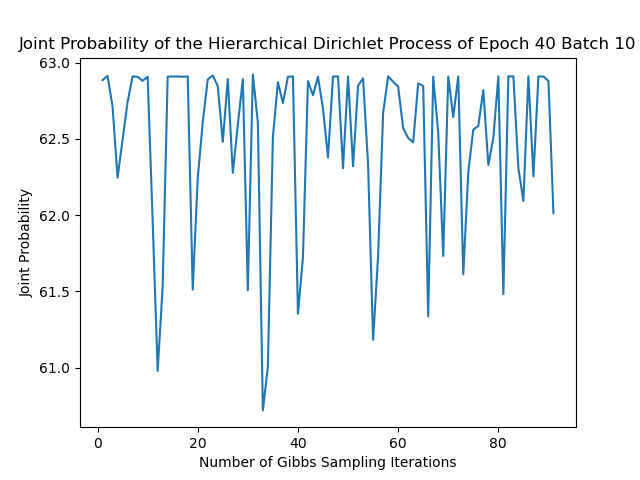 Joint Probability of the Hierarchical Dirichlet Process of Epoch 40 Batch 10
63.0
62.5
62.0
61.5
61.0
Joint Probability
0 20 40 60 80
Number of Gibbs Sampling Iterations